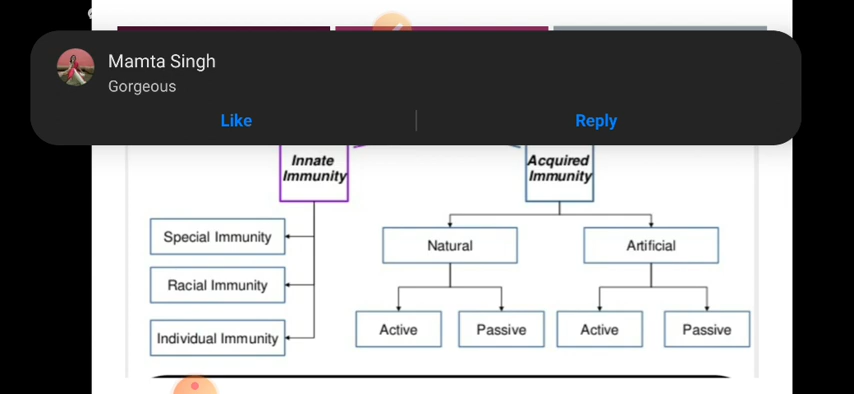 Mamta Singh
Gorgeous
Like
Reply
Innate
Immunity
Acquired
Immunity
Special Immunity
Racial Immunity
Individual Immunity
Natural
Artificial
Active
Passive
Active
Passive